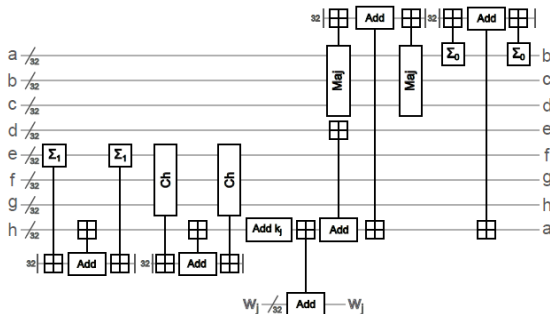 32 Add 32 Add
a 32 Maj Maj Σ₀ Σ₀ b
b 32 c
c 32 d
d 32 e
e 32 Σ₁ Σ₁ f
f 32 Ch Ch g
g 32 h
h 32 Add kⱼ Add a
32 Add 32 Add
Wⱼ 32 Add Wⱼ